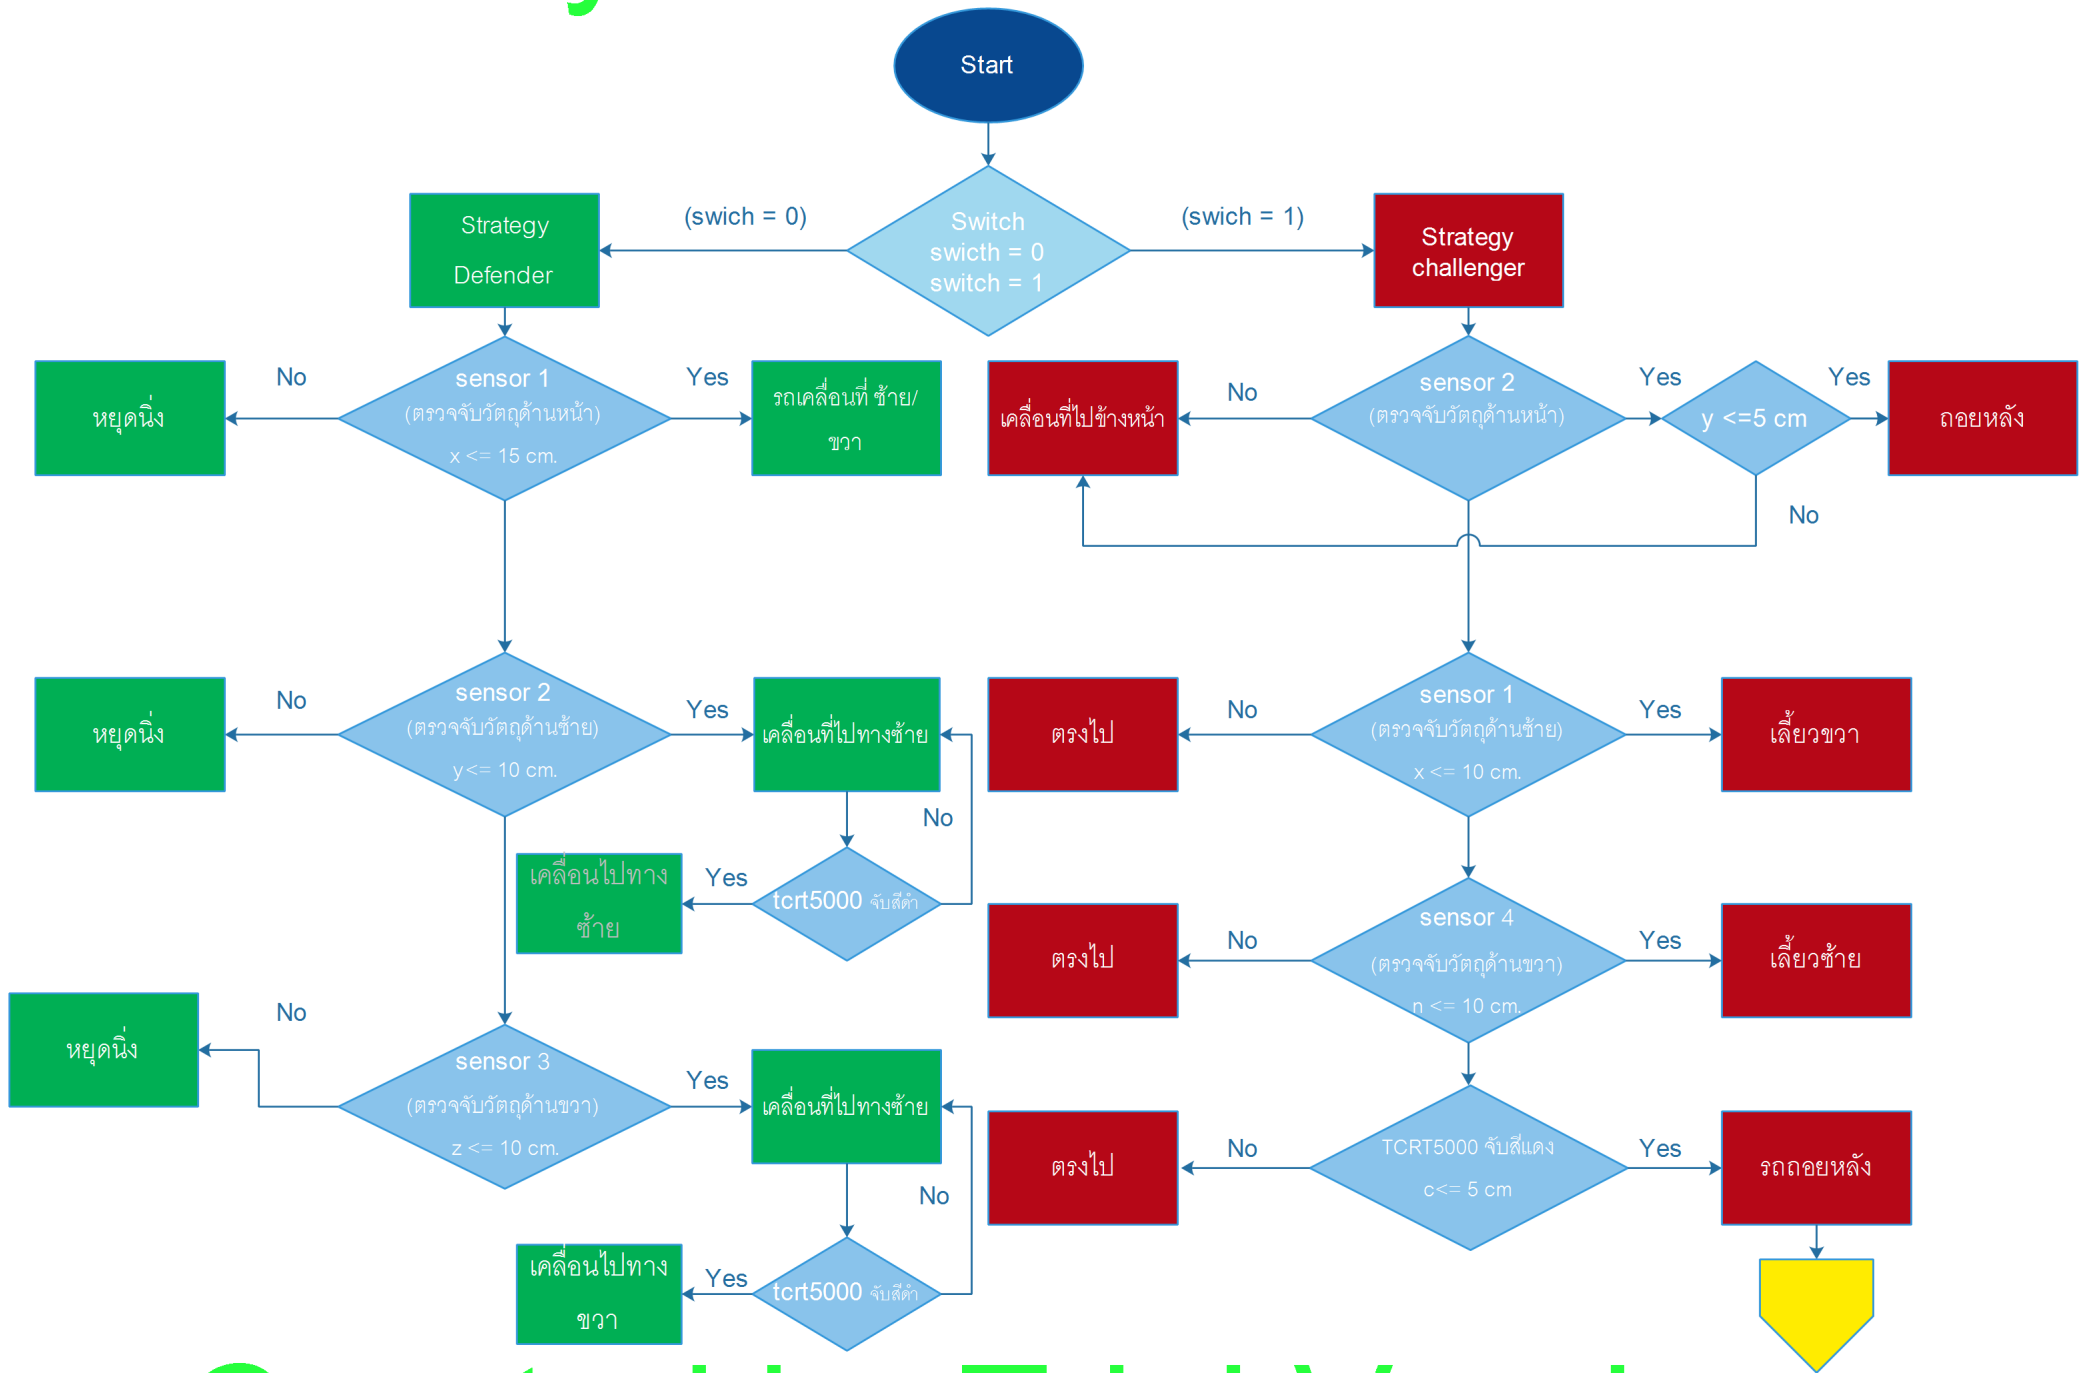 Start
Switch
swicth = 0
switch = 1
(swich = 0)
(swich = 1)
Strategy
Defender
Strategy
challenger
sensor 1
(ตรวจจับวัตถุด้านหน้า)
x <= 15 cm.
No
หยุดนิ่ง
Yes
รถเคลื่อนที่ ซ้าย/
ขวา
sensor 2
(ตรวจจับวัตถุด้านหน้า)
No
เคลื่อนที่ไปข้างหน้า
Yes
y <=5 cm
Yes
ถอยหลัง
No
sensor 2
(ตรวจจับวัตถุด้านซ้าย)
y<= 10 cm.
No
หยุดนิ่ง
Yes
เคลื่อนที่ไปทางซ้าย
No
tcrt5000 จับสีดำ
Yes
เคลื่อนไปทาง
ซ้าย
sensor 1
(ตรวจจับวัตถุด้านซ้าย)
x <= 10 cm.
No
ตรงไป
Yes
เลี้ยวขวา
sensor 4
(ตรวจจับวัตถุด้านขวา)
n <= 10 cm.
No
ตรงไป
Yes
เลี้ยวซ้าย
sensor 3
(ตรวจจับวัตถุด้านขวา)
z <= 10 cm.
No
หยุดนิ่ง
Yes
เคลื่อนที่ไปทางซ้าย
No
tcrt5000 จับสีดำ
Yes
เคลื่อนไปทาง
ขวา
TCRT5000 จับสีแดง
c<= 5 cm
No
ตรงไป
Yes
รถถอยหลัง